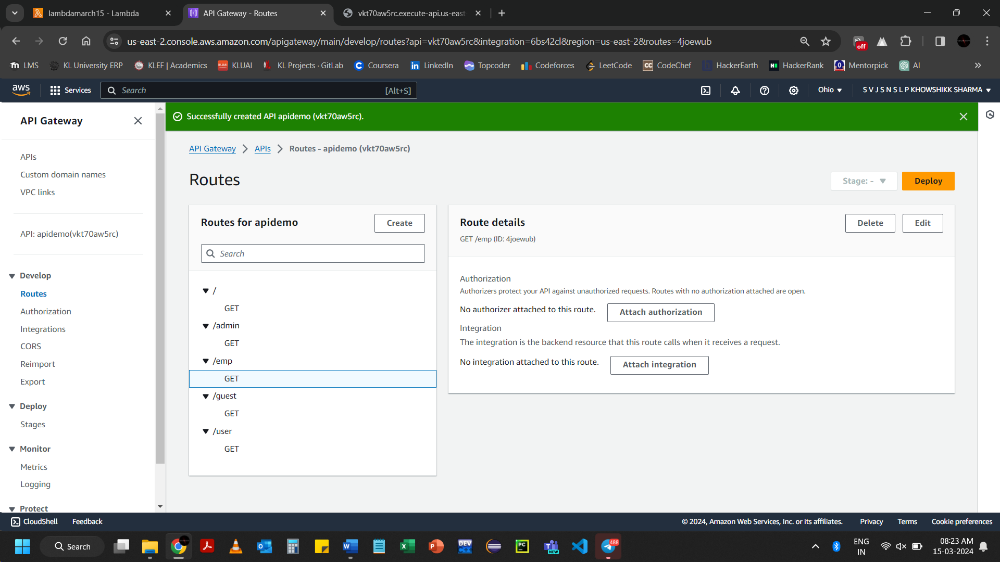 lambdamarch15 - Lambda
API Gateway - Routes
vkt70aw5rc.execute-api.us-east
us-east-2.console.aws.amazon.com/apigateway/main/develop/routes?api=vkt70aw5rc&integration=6bs42cl&region=us-east-2&routes=4joewub
off
LMS
KL University ERP
KLEF | Academics
KLUAI
KL Projects · GitLab
Coursera
LinkedIn
Topcoder
Codeforces
LeetCode
CodeChef
HackerEarth
HackerRank
Mentorpick
AI
aws
Services
Search
[Alt+S]
Ohio
S V J S N S L P KHOWSHIKK SHARMA
API Gateway
APIs
Custom domain names
VPC links
API: apidemo(vkt70aw5rc)
Develop
Routes
Authorization
Integrations
CORS
Reimport
Export
Deploy
Stages
Monitor
Metrics
Logging
Protect
Successfully created API apidemo (vkt70aw5rc).
API Gateway
APIs
Routes - apidemo (vkt70aw5rc)
Routes
Stage: -
Deploy
Routes for apidemo
Create
Search
/
GET
/admin
GET
/emp
GET
/guest
GET
/user
GET
Route details
Delete
Edit
GET /emp (ID: 4joewub)
Authorization
Authorizers protect your API against unauthorized requests. Routes with no authorization attached are open.
No authorizer attached to this route.
Attach authorization
Integration
The integration is the backend resource that this route calls when it receives a request.
No integration attached to this route.
Attach integration
CloudShell
Feedback
© 2024, Amazon Web Services, Inc. or its affiliates.
Privacy
Terms
Cookie preferences
Search
488
ENG
IN
08:23 AM
15-03-2024